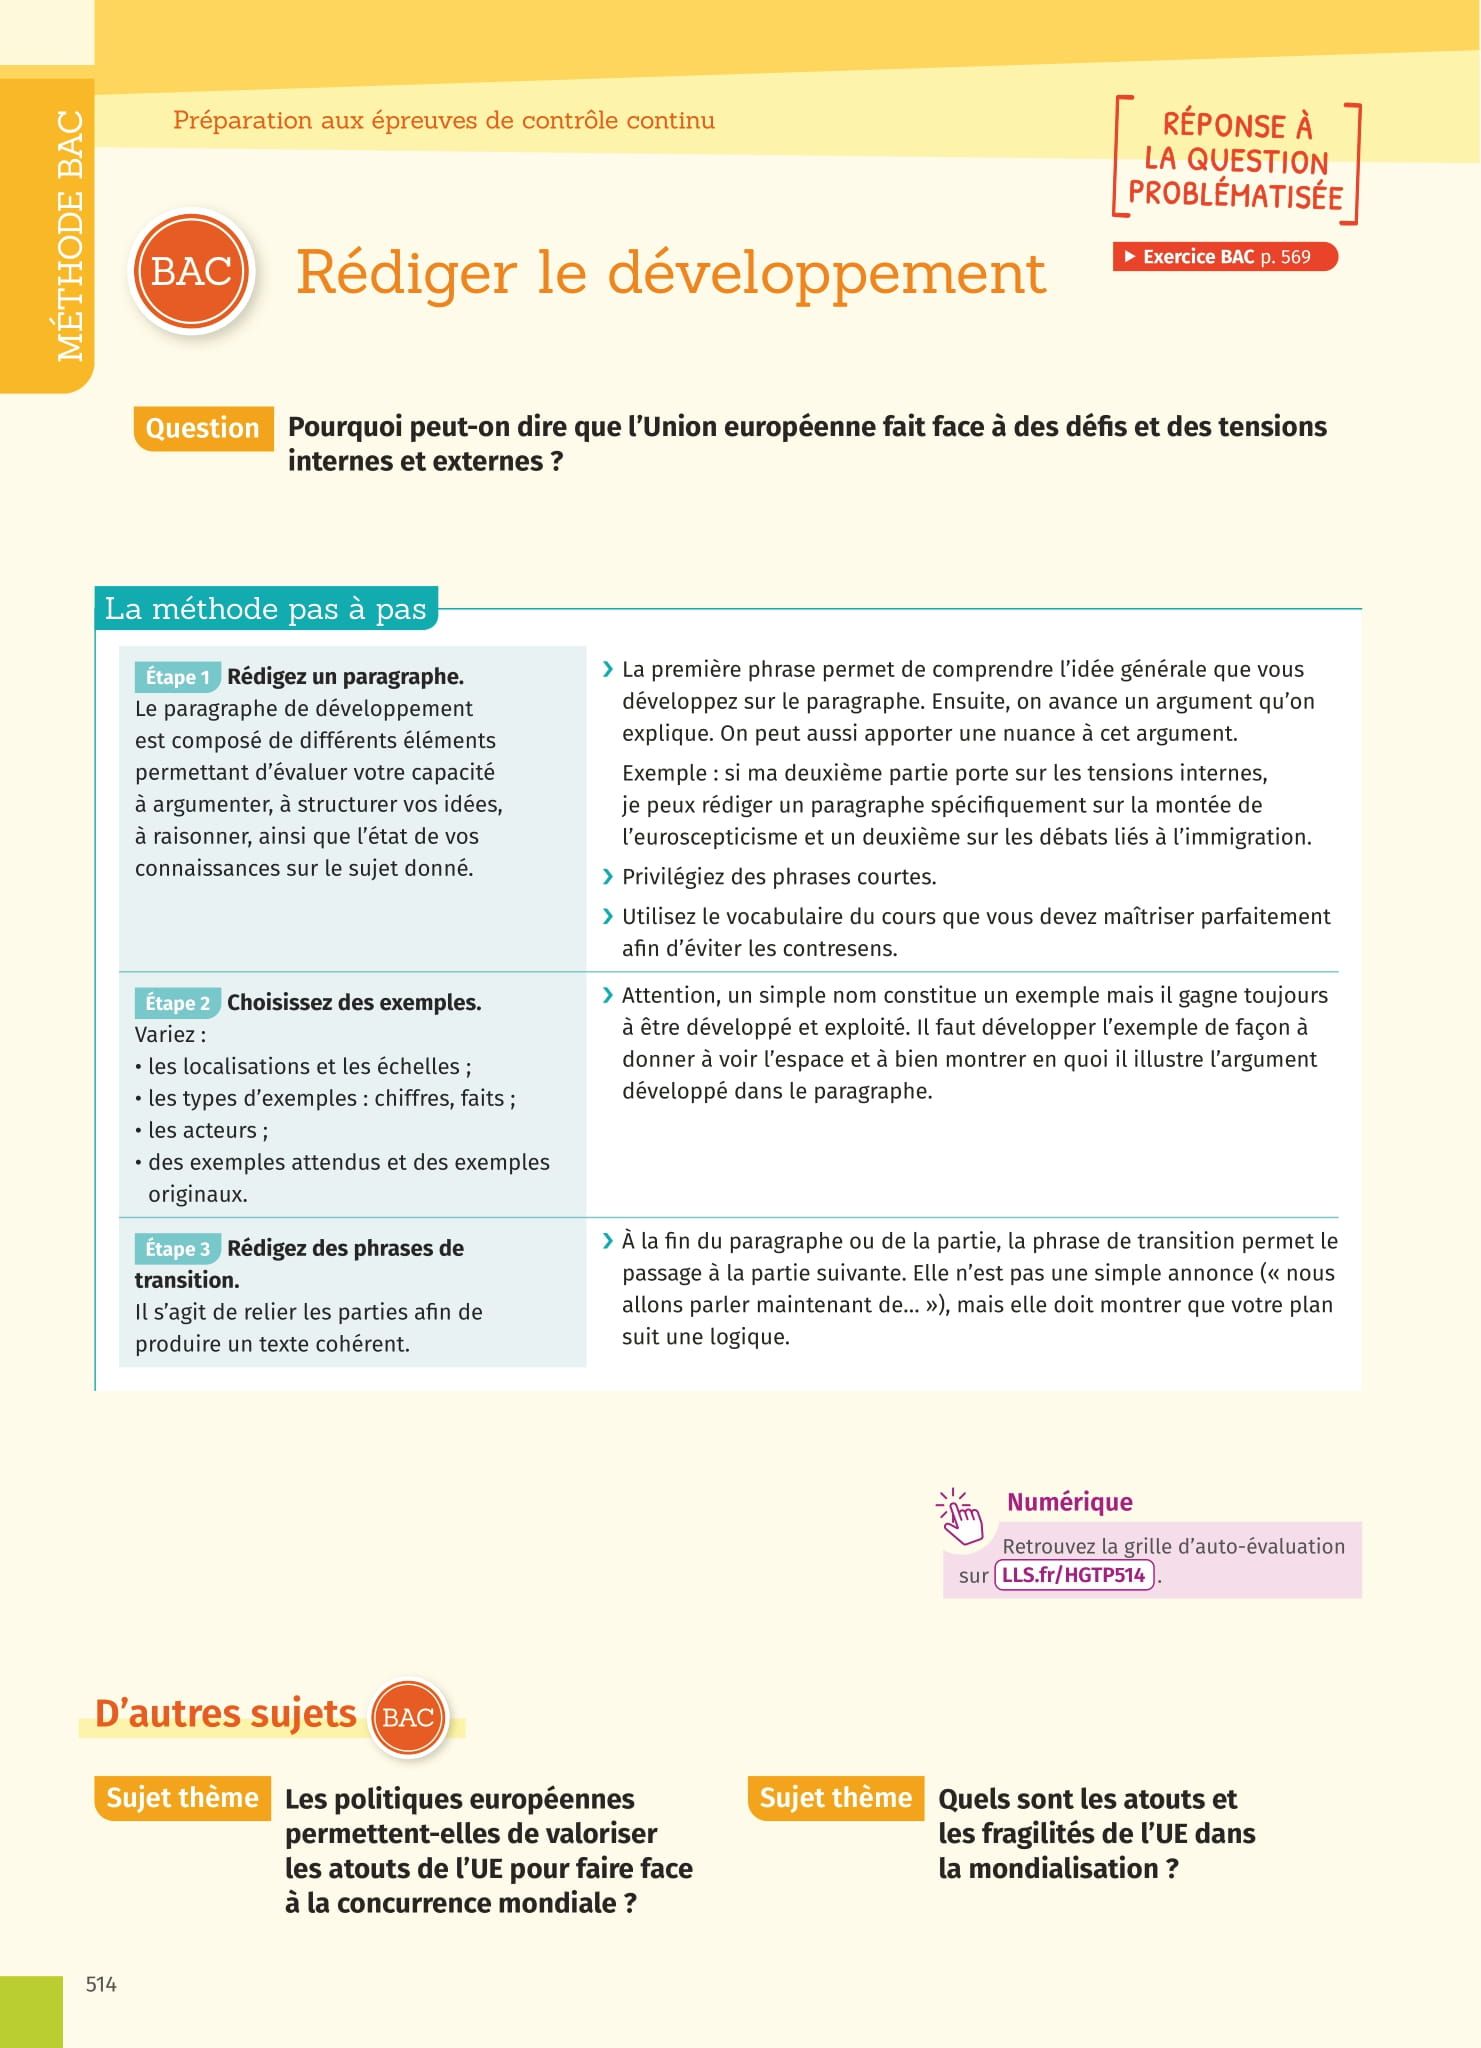 MÉTHODE BAC
Préparation aux épreuves de contrôle continu
RÉPONSE À
LA QUESTION
PROBLÉMATISÉE
Exercice BAC p. 569
BAC
Rédiger le développement
Question
Pourquoi peut-on dire que l’Union européenne fait face à des défis et des tensions
internes et externes ?
La méthode pas à pas
Étape 1 Rédigez un paragraphe.
Le paragraphe de développement
est composé de différents éléments
permettant d’évaluer votre capacité
à argumenter, à structurer vos idées,
à raisonner, ainsi que l’état de vos
connaissances sur le sujet donné.
La première phrase permet de comprendre l’idée générale que vous
développez sur le paragraphe. Ensuite, on avance un argument qu’on
explique. On peut aussi apporter une nuance à cet argument.
Exemple : si ma deuxième partie porte sur les tensions internes,
je peux rédiger un paragraphe spécifiquement sur la montée de
l’euroscepticisme et un deuxième sur les débats liés à l’immigration.
Privilégiez des phrases courtes.
Utilisez le vocabulaire du cours que vous devez maîtriser parfaitement
afin d’éviter les contresens.
Étape 2 Choisissez des exemples.
Variez :
• les localisations et les échelles ;
• les types d’exemples : chiffres, faits ;
• les acteurs ;
• des exemples attendus et des exemples
originaux.
Attention, un simple nom constitue un exemple mais il gagne toujours
à être développé et exploité. Il faut développer l’exemple de façon à
donner à voir l’espace et à bien montrer en quoi il illustre l’argument
développé dans le paragraphe.
Étape 3 Rédigez des phrases de
transition.
Il s’agit de relier les parties afin de
produire un texte cohérent.
À la fin du paragraphe ou de la partie, la phrase de transition permet le
passage à la partie suivante. Elle n’est pas une simple annonce (« nous
allons parler maintenant de... »), mais elle doit montrer que votre plan
suit une logique.
Numérique
Retrouvez la grille d’auto-évaluation
sur LLS.fr/HGTP514 .
D’autres sujets BAC
Sujet thème
Les politiques européennes
permettent-elles de valoriser
les atouts de l’UE pour faire face
à la concurrence mondiale ?
Sujet thème
Quels sont les atouts et
les fragilités de l’UE dans
la mondialisation ?
514